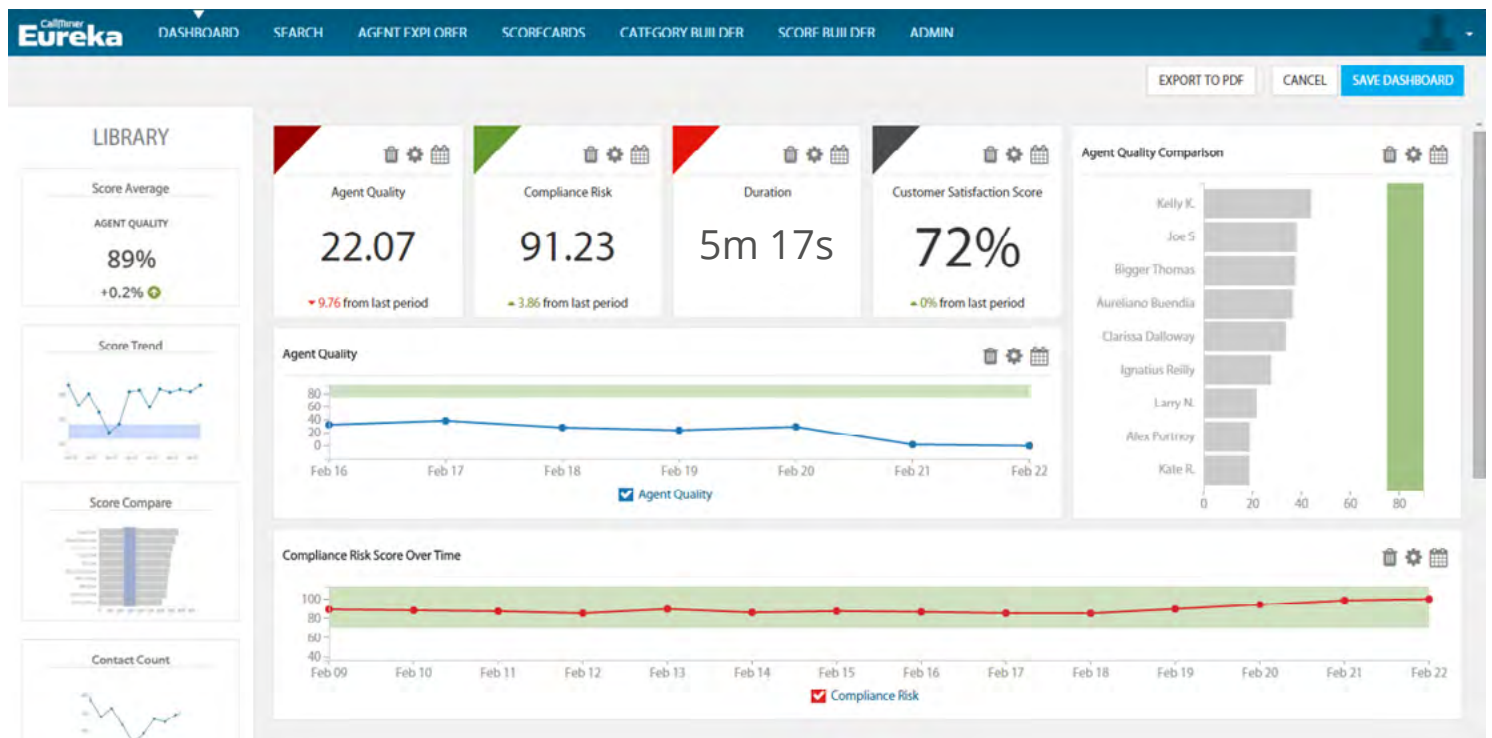 CallMiner
Eureka
DASHBOARD SEARCH AGENT EXPLORER SCORECARDS CATEGORY BUILDER SCORE BUILDER ADMIN
EXPORT TO PDF CANCEL SAVE DASHBOARD
LIBRARY
Score Average
AGENT QUALITY
89%
+0.2%
Score Trend
Score Compare
Contact Count
Agent Quality
22.07
9.76 from last period
Compliance Risk
91.23
3.86 from last period
Duration
5m 17s
Customer Satisfaction Score
72%
0% from last period
Agent Quality Comparison
Kelly K.
Joe S
Bigger Thomas
Aureliano Buendia
Clarissa Dalloway
Ignatius Reilly
Larry N.
Alex Portnoy
Kate R.
0 20 40 60 80
Agent Quality
80
60
40
20
0
Feb 16 Feb 17 Feb 18 Feb 19 Feb 20 Feb 21 Feb 22
Agent Quality
Compliance Risk Score Over Time
100
80
60
40
Feb 09 Feb 10 Feb 11 Feb 12 Feb 13 Feb 14 Feb 15 Feb 16 Feb 17 Feb 18 Feb 19 Feb 20 Feb 21 Feb 22
Compliance Risk